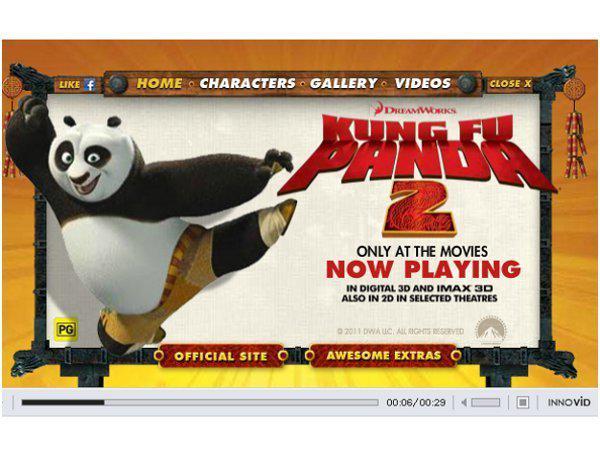 LIKE f HOME • CHARACTERS • GALLERY • VIDEOS CLOSE X
DREAMWORKS
KUNG FU
PANDA
2
ONLY AT THE MOVIES
NOW PLAYING
IN DIGITAL 3D AND IMAX 3D
ALSO IN 2D IN SELECTED THEATRES
PG
© 2011 DWA LLC. ALL RIGHTS RESERVED
OFFICIAL SITE AWESOME EXTRAS
00:06/00:29 INNOVID